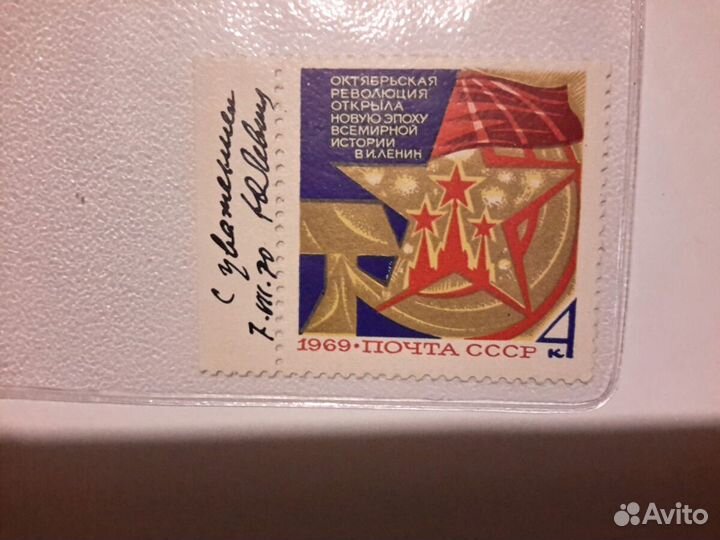 С уважением
7.III.70
ОКТЯБРЬСКАЯ
РЕВОЛЮЦИЯ
ОТКРЫЛА
НОВУЮ ЭПОХУ
ВСЕМИРНОЙ
ИСТОРИИ
В.И.ЛЕНИН
1969•ПОЧТА СССР
4
к
Avito